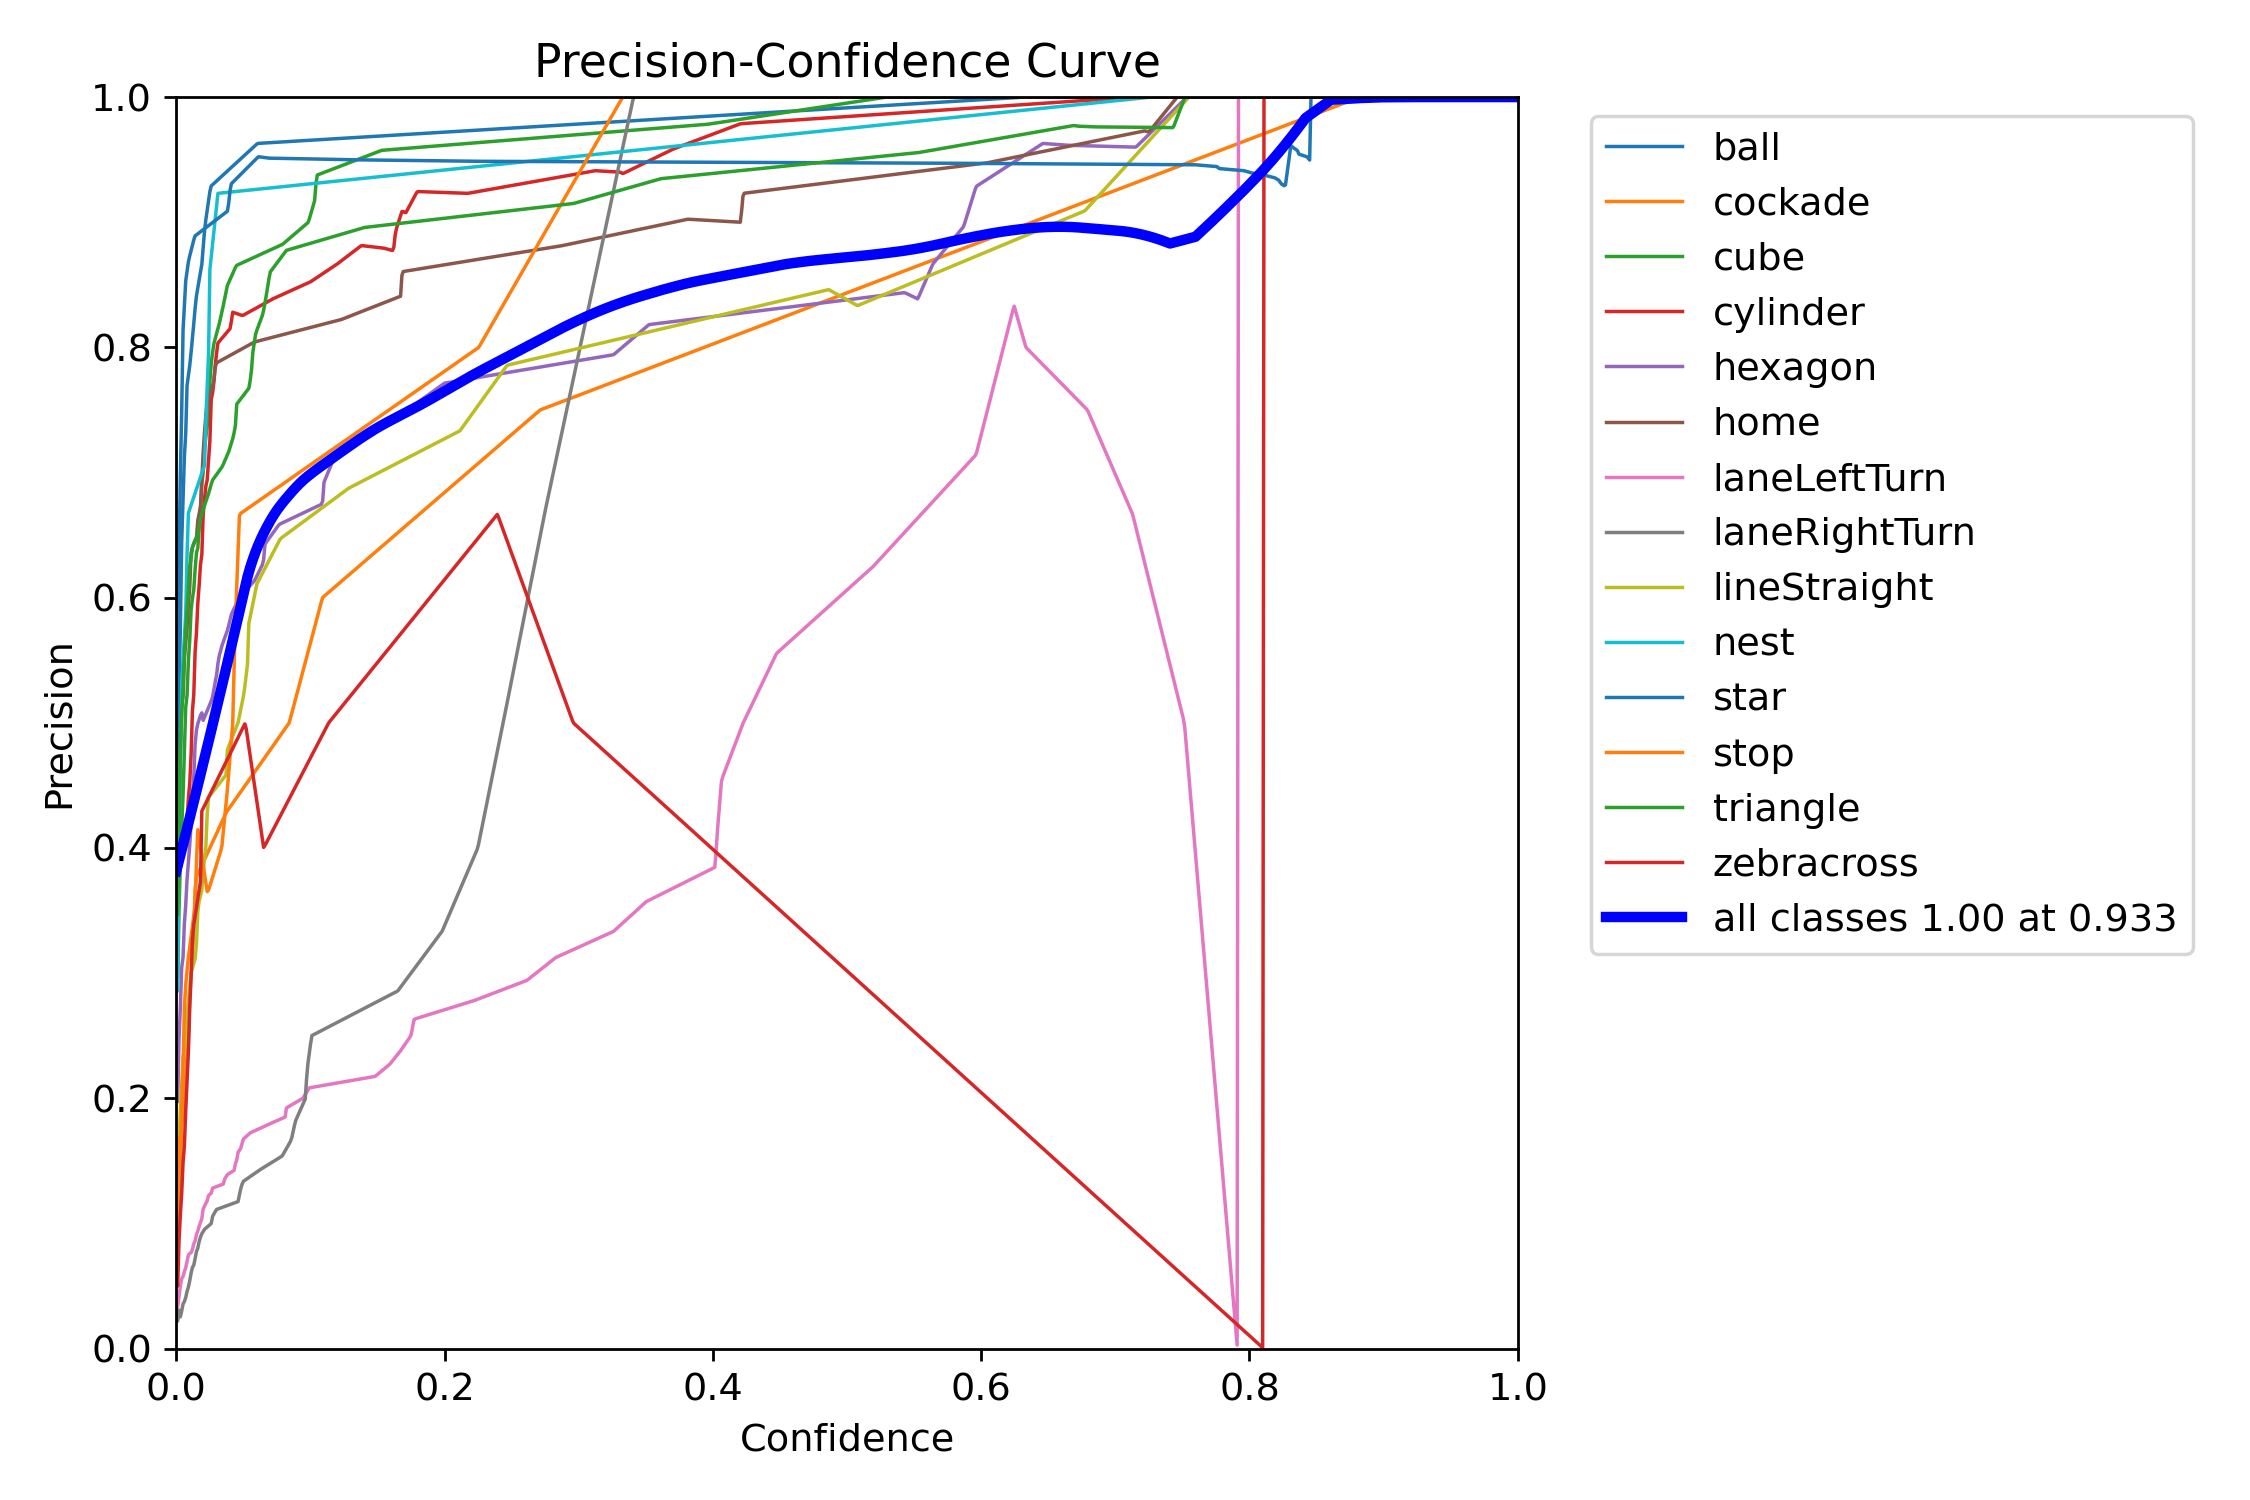 Precision-Confidence Curve
1.0
0.8
0.6
0.4
0.2
0.0
Precision
0.0 0.2 0.4 0.6 0.8 1.0
Confidence
ball
cockade
cube
cylinder
hexagon
home
laneLeftTurn
laneRightTurn
lineStraight
nest
star
stop
triangle
zebracross
all classes 1.00 at 0.933